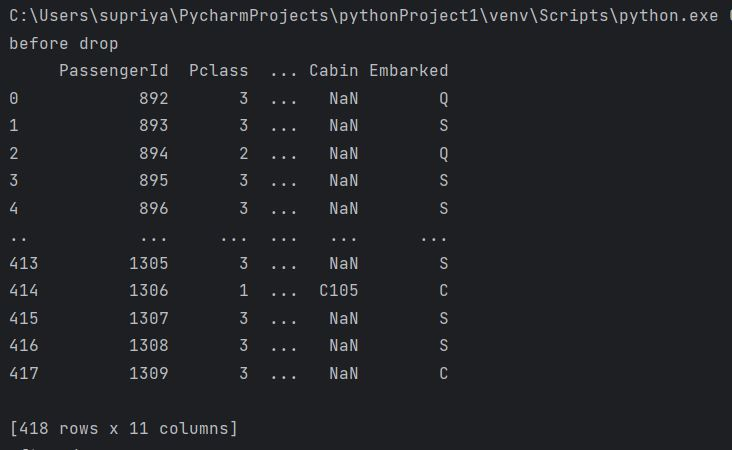 C:\Users\supriya\PycharmProjects\pythonProject1\venv\Scripts\python.exe
before drop
     PassengerId  Pclass  ... Cabin Embarked
0            892       3  ...   NaN        Q
1            893       3  ...   NaN        S
2            894       2  ...   NaN        Q
3            895       3  ...   NaN        S
4            896       3  ...   NaN        S
..           ...     ...  ...   ...      ...
413         1305       3  ...   NaN        S
414         1306       1  ...  C105        C
415         1307       3  ...   NaN        S
416         1308       3  ...   NaN        S
417         1309       3  ...   NaN        C
[418 rows x 11 columns]